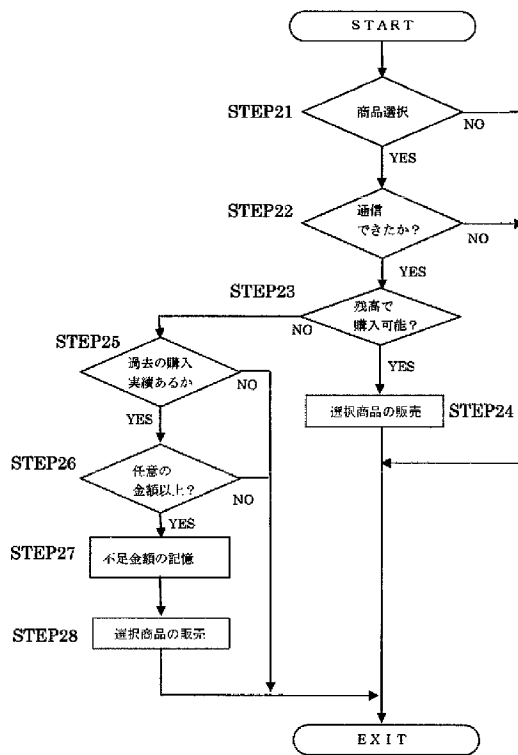 START
STEP21
商品選択
NO
YES
STEP22
通信
できたか？
NO
YES
STEP23
残高で
購入可能？
NO
YES
STEP25
過去の購入
実績あるか
NO
YES
選択商品の販売
STEP24
STEP26
任意の
金額以上？
NO
YES
STEP27
不足金額の記憶
STEP28
選択商品の販売
EXIT